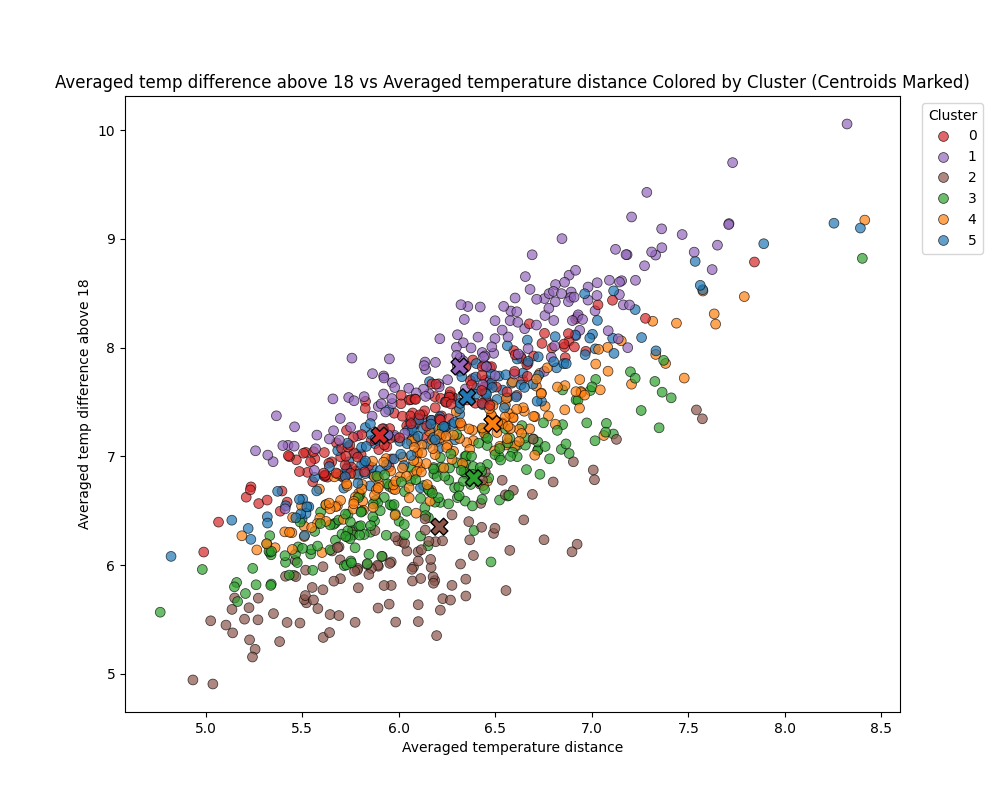 Averaged temp difference above 18 vs Averaged temperature distance Colored by Cluster (Centroids Marked)
Cluster
0
1
2
3
4
5
Averaged temp difference above 18
10
9
8
7
6
5
5.0 5.5 6.0 6.5 7.0 7.5 8.0 8.5
Averaged temperature distance